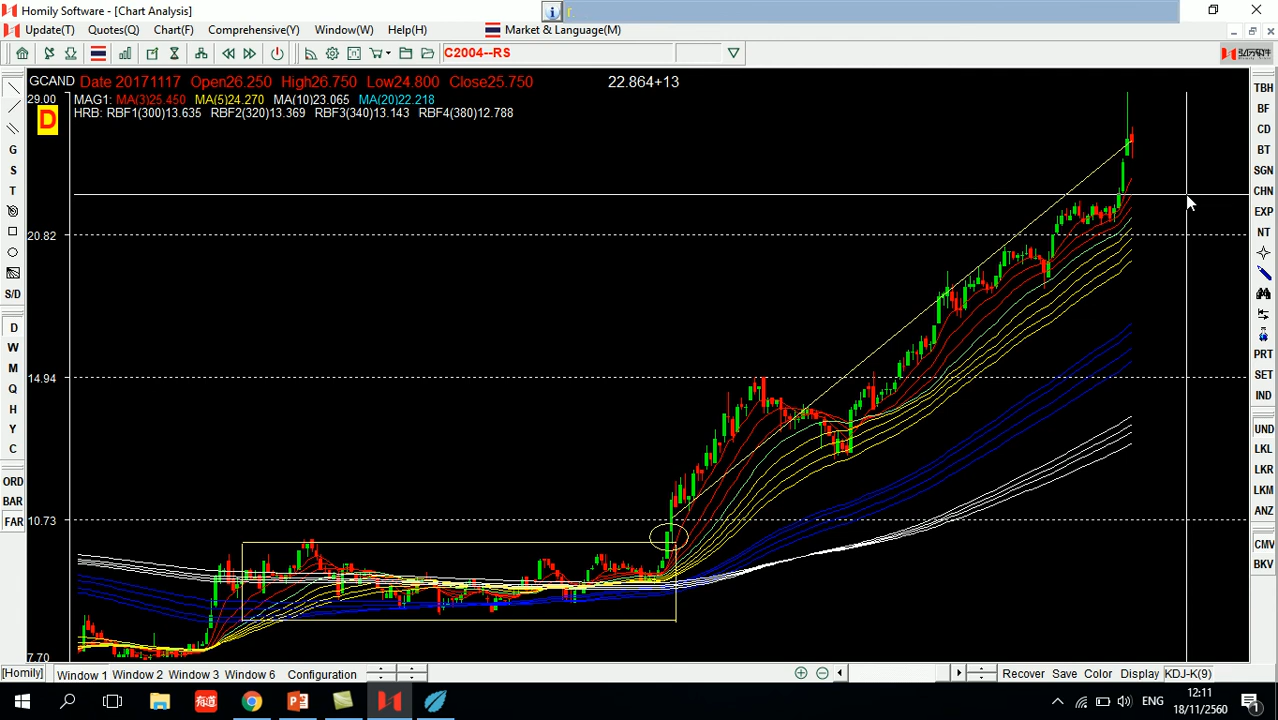 Homily Software - [Chart Analysis]
Update(T) Quotes(Q) Chart(F) Comprehensive(Y) Window(W) Help(H) Market & Language(M)
C2004--RS
GCAND Date 20171117 Open26.250 High26.750 Low24.800 Close25.750 22.864+13
29.00 MAG1: MA(3)25.450 MA(5)24.270 MA(10)23.065 MA(20)22.218
HRB: RBF1(300)13.635 RBF2(320)13.369 RBF3(340)13.143 RBF4(380)12.788
D
20.82
14.94
10.73
7.70
G
S
T
S/D
D
W
M
Q
H
Y
C
ORD
BAR
FAR
TBH
BF
CD
BT
SGN
CHN
EXP
NT
PRT
SET
IND
UND
LKL
LKR
LKM
ANZ
CMV
BKV
[Homily] Window 1 Window 2 Window 3 Window 6 Configuration Recover Save Color Display KDJ-K(9)
有道
ENG
12:11
18/11/2560